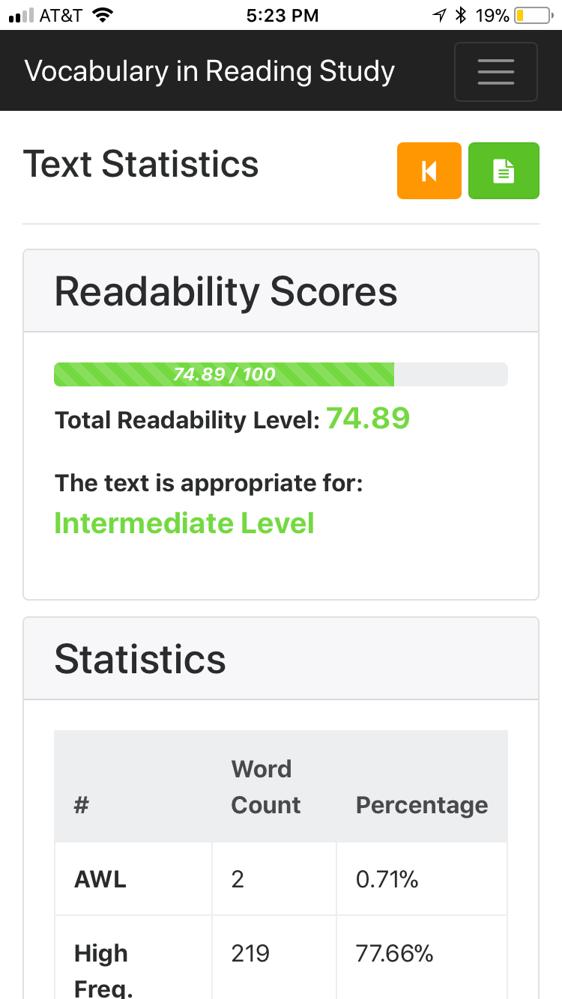 AT&T 5:23 PM 19%
Vocabulary in Reading Study
Text Statistics
Readability Scores
74.89 / 100
Total Readability Level: 74.89
The text is appropriate for:
Intermediate Level
Statistics
Word
# Count Percentage
AWL 2 0.71%
High 219 77.66%
Freq.